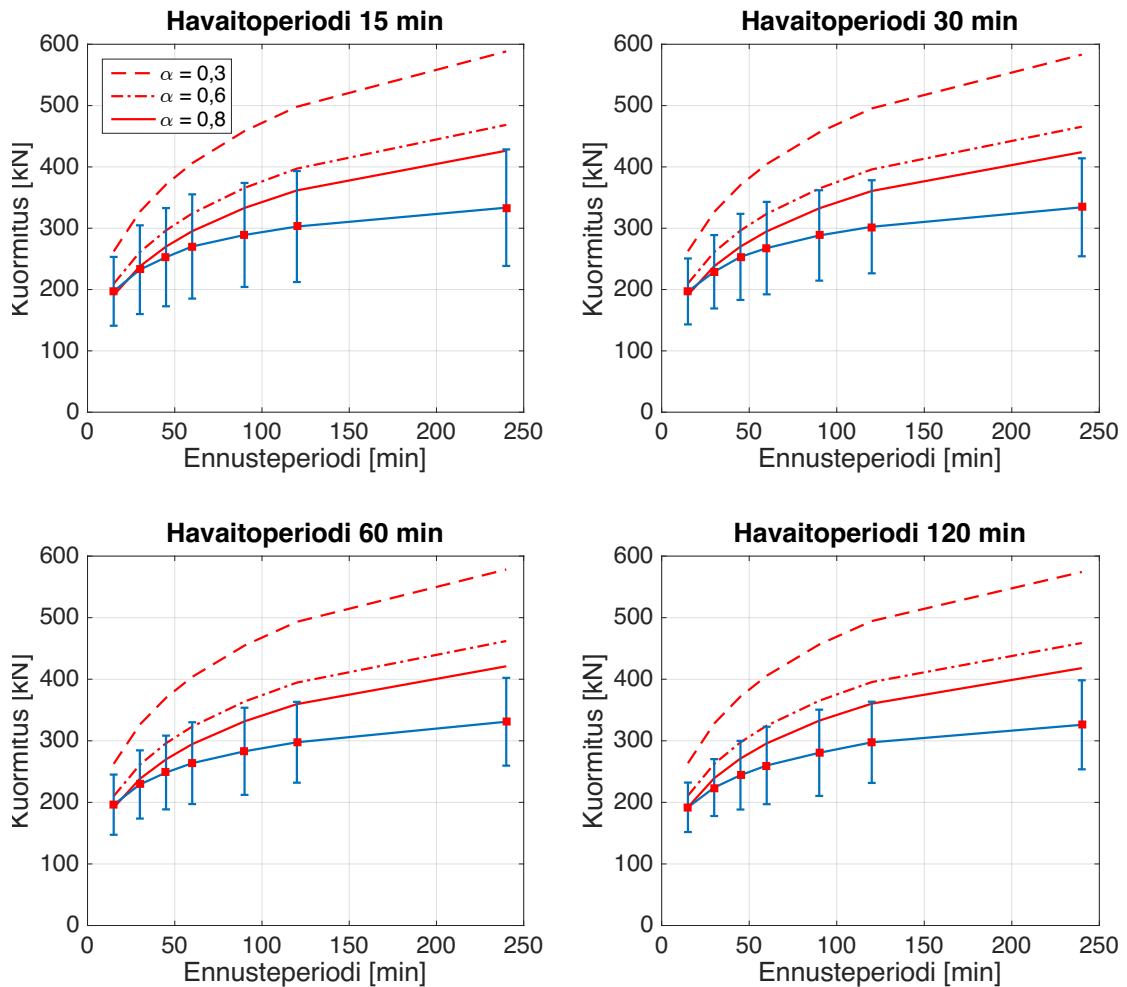 Havaitoperiodi 15 min
600
500
400
300
200
100
0
Kuormitus [kN]
α = 0,3
α = 0,6
α = 0,8
0 50 100 150 200 250
Ennusteperiodi [min]
Havaitoperiodi 30 min
600
500
400
300
200
100
0
Kuormitus [kN]
0 50 100 150 200 250
Ennusteperiodi [min]
Havaitoperiodi 60 min
600
500
400
300
200
100
0
Kuormitus [kN]
0 50 100 150 200 250
Ennusteperiodi [min]
Havaitoperiodi 120 min
600
500
400
300
200
100
0
Kuormitus [kN]
0 50 100 150 200 250
Ennusteperiodi [min]